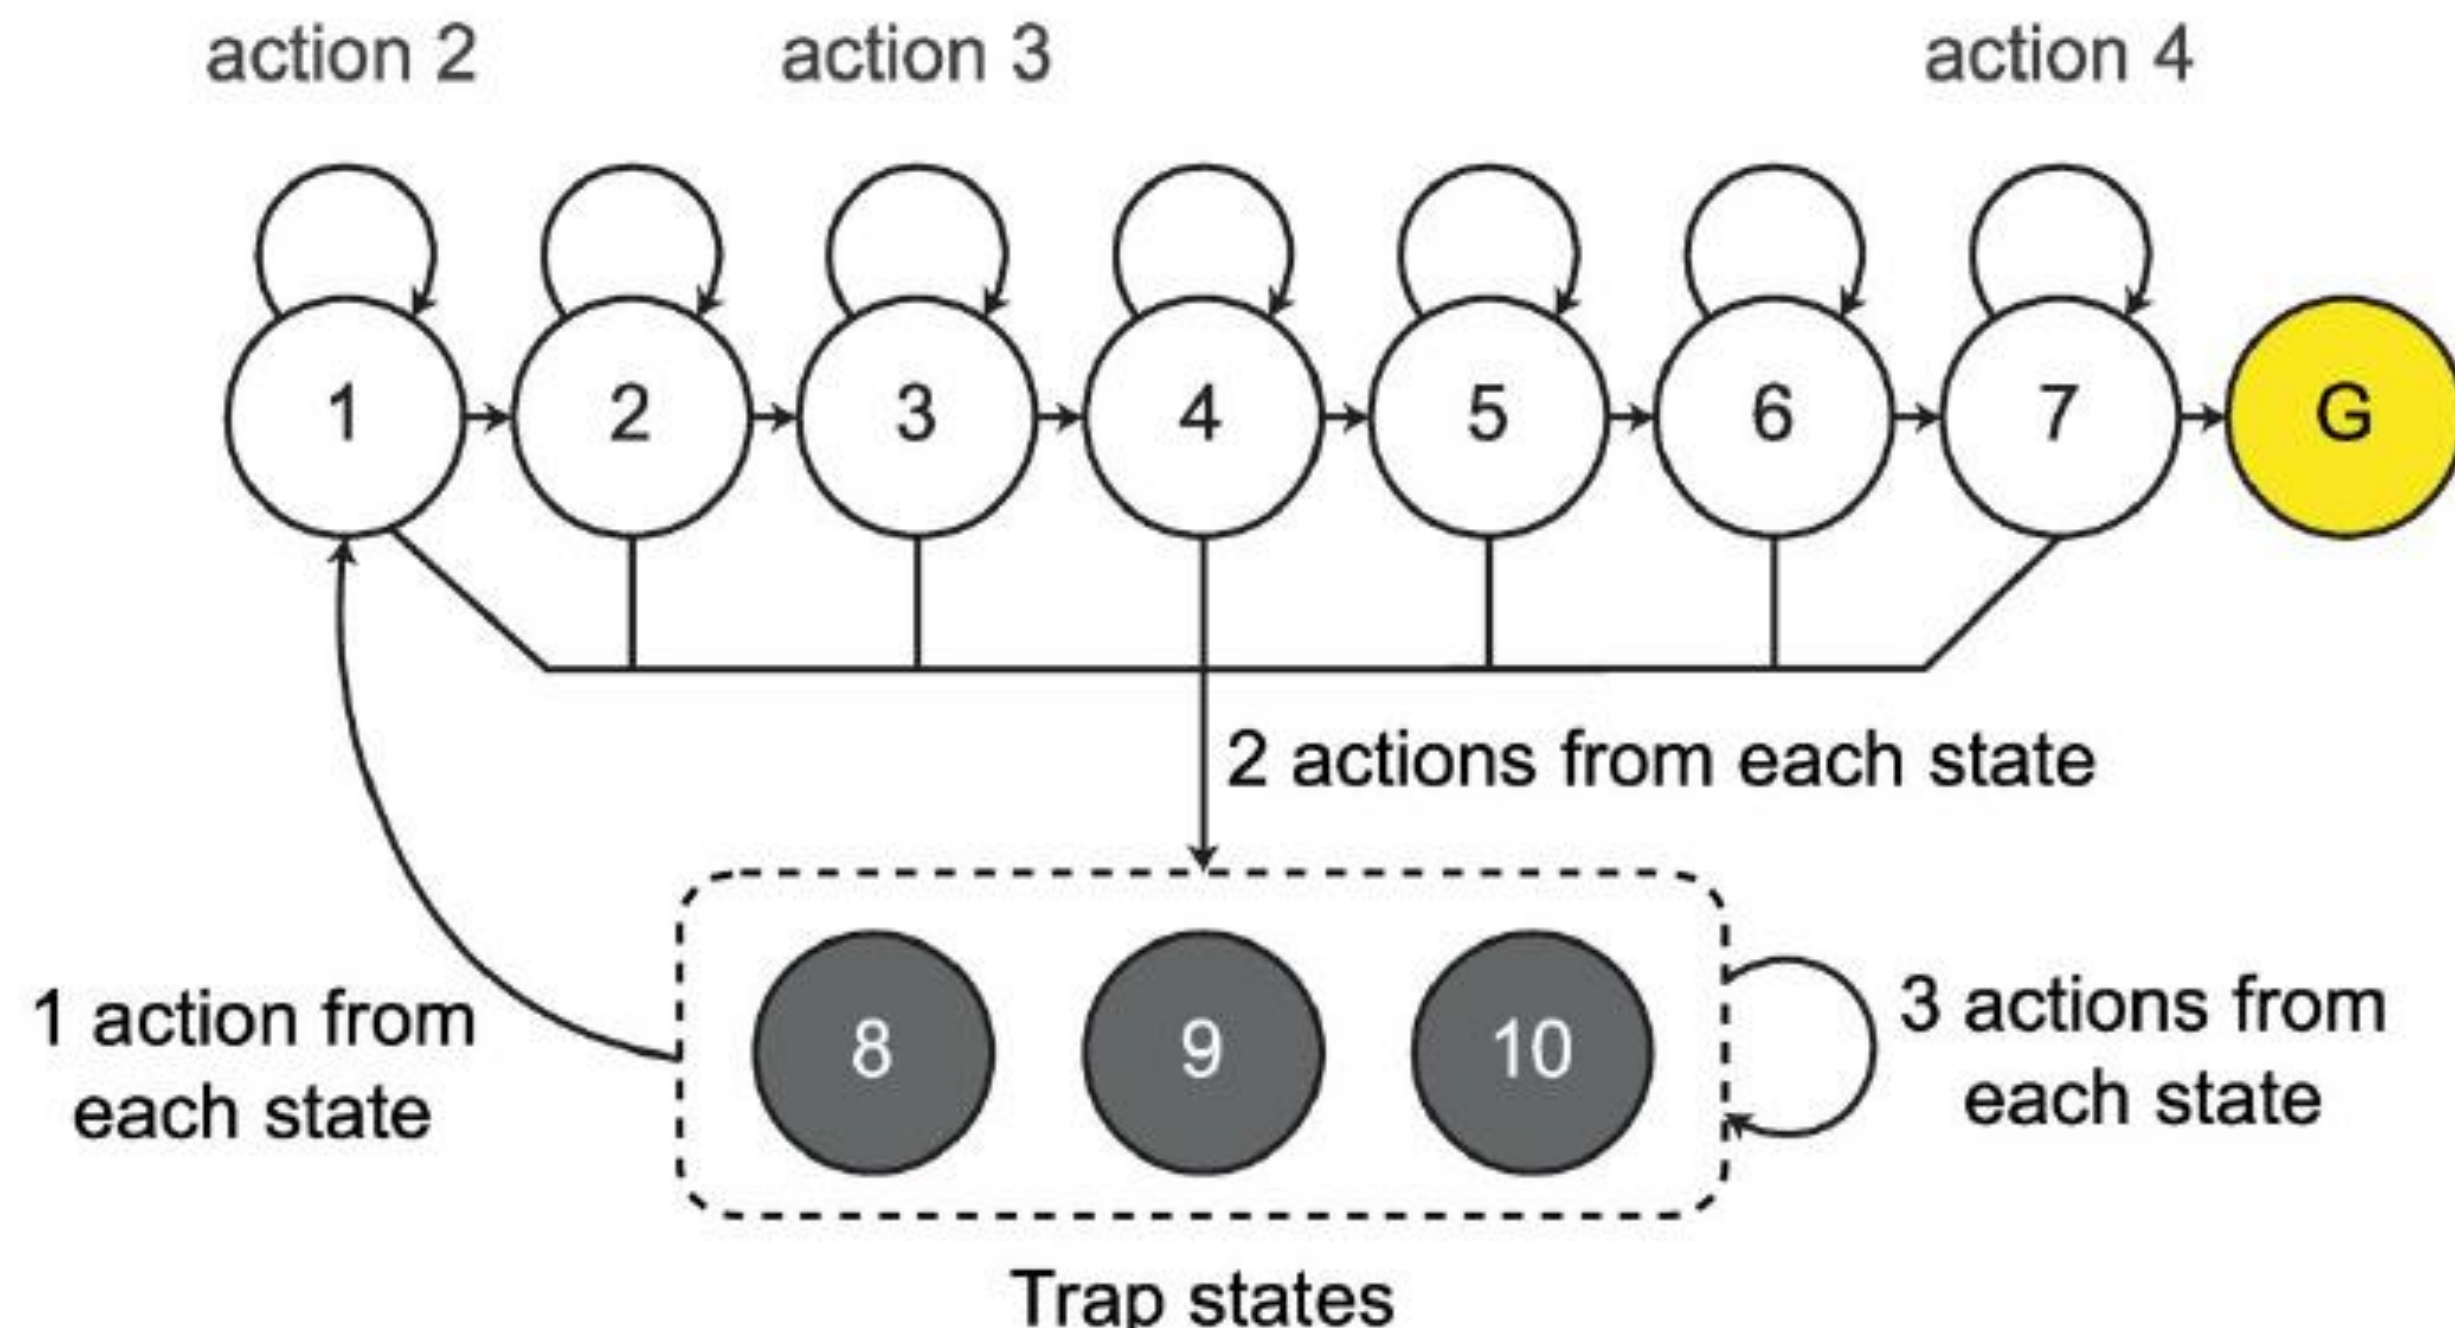 action 2
action 3
action 4
1
2
3
4
5
6
7
G
2 actions from each state
1 action from
each state
8
9
10
3 actions from
each state
Trap states